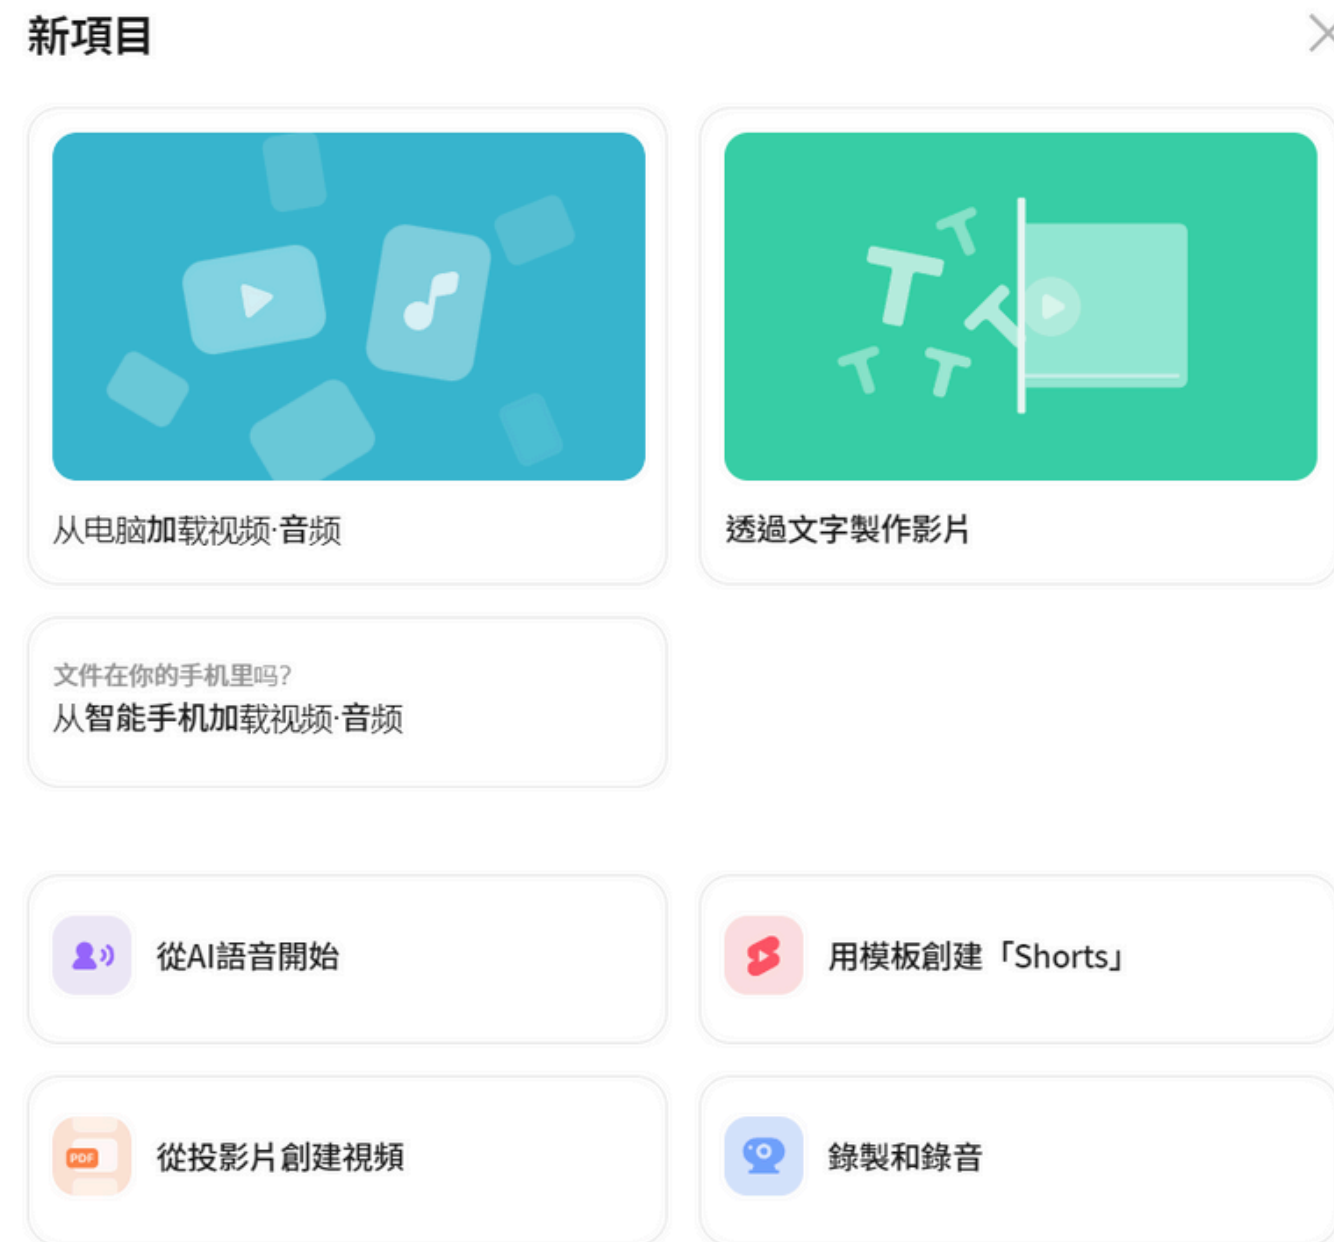 新項目
从电脑加载视频·音频
透過文字製作影片
文件在你的手机里吗?
从智能手机加载视频·音频
從AI語音開始
用模板創建「Shorts」
PDF
從投影片創建視頻
錄製和錄音